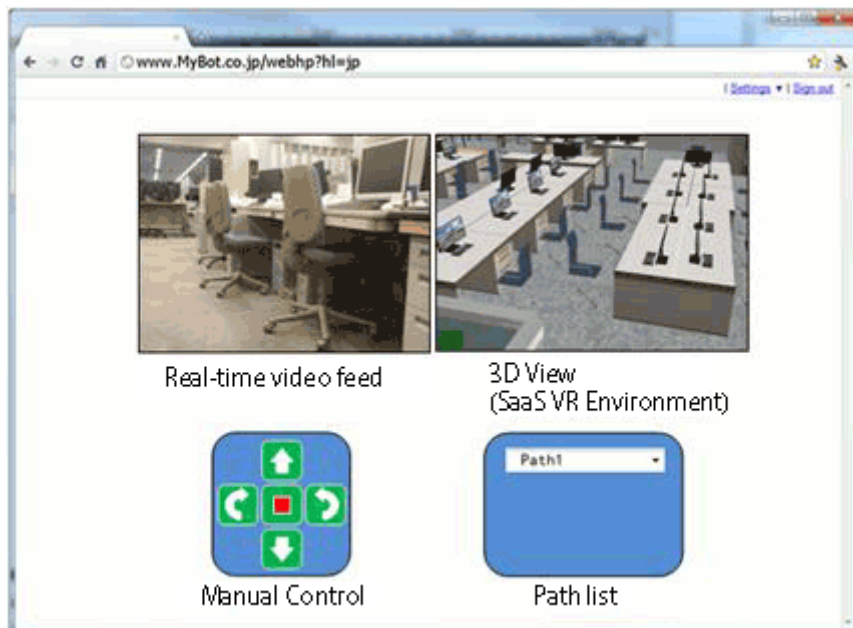 www.MyBot.co.jp/webhp?hl=jp
| Settings ▼ | Sign out
Real-time video feed
3D View
(SaaS VR Environment)
Path1
Manual Control
Path list